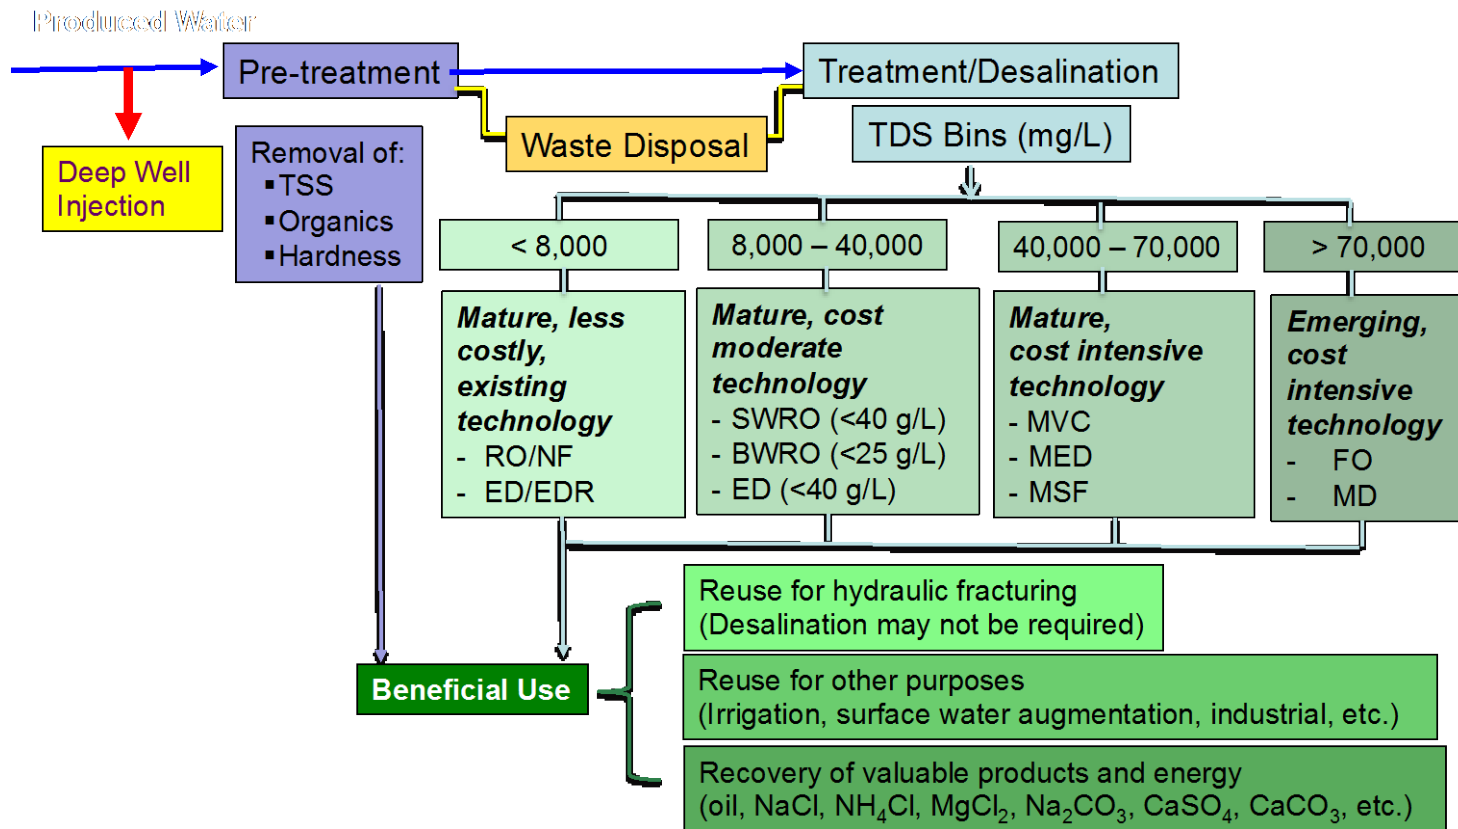 Produced Water
Pre-treatment
Treatment/Desalination
Waste Disposal
TDS Bins (mg/L)
Deep Well
Injection
Removal of:
▪TSS
▪Organics
▪Hardness
< 8,000
8,000 – 40,000
40,000 – 70,000
> 70,000
Mature, less
costly,
existing
technology
- RO/NF
- ED/EDR
Mature, cost
moderate
technology
- SWRO (<40 g/L)
- BWRO (<25 g/L)
- ED (<40 g/L)
Mature,
cost intensive
technology
- MVC
- MED
- MSF
Emerging,
cost
intensive
technology
- FO
- MD
Beneficial Use
Reuse for hydraulic fracturing
(Desalination may not be required)
Reuse for other purposes
(Irrigation, surface water augmentation, industrial, etc.)
Recovery of valuable products and energy
(oil, NaCl, NH₄Cl, MgCl₂, Na₂CO₃, CaSO₄, CaCO₃, etc.)